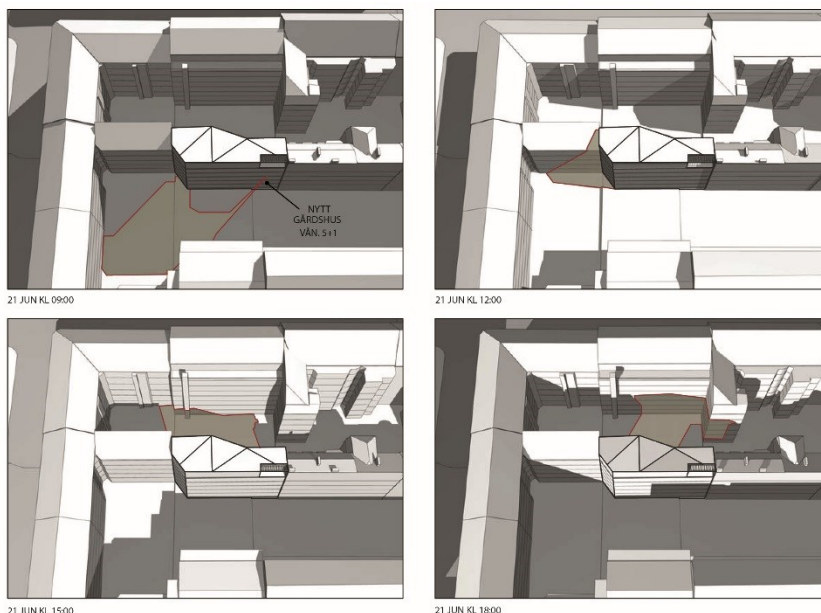 NYTT
GÅRDSHUS
VÅN. 5+1
21 JUN KL 09:00
21 JUN KL 12:00
21 JUN KL 15:00
21 JUN KL 18:00